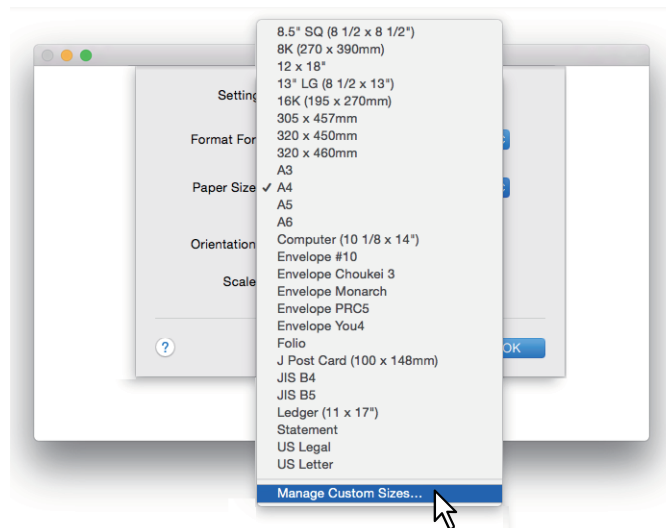 8.5" SQ (8 1/2 x 8 1/2")
8K (270 x 390mm)
12 x 18"
13" LG (8 1/2 x 13")
16K (195 x 270mm)
305 x 457mm
320 x 450mm
320 x 460mm
A3
✓ A4
A5
A6
Computer (10 1/8 x 14")
Envelope #10
Envelope Choukei 3
Envelope Monarch
Envelope PRC5
Envelope You4
Folio
J Post Card (100 x 148mm)
JIS B4
JIS B5
Ledger (11 x 17")
Statement
US Legal
US Letter
Manage Custom Sizes...
Setting
Format For
Paper Size
Orientation
Scale
?
OK